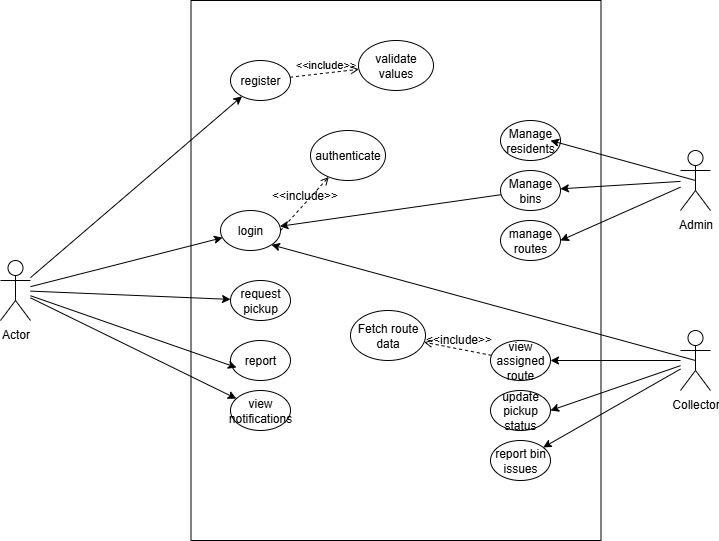 <<include>>
validate
values
register
authenticate
<<include>>
Manage
residents
Manage
bins
Admin
login
manage
routes
request
pickup
Actor
Fetch route
data
<<include>>
view
assigned
route
report
update
pickup
status
Collector
view
notifications
report bin
issues